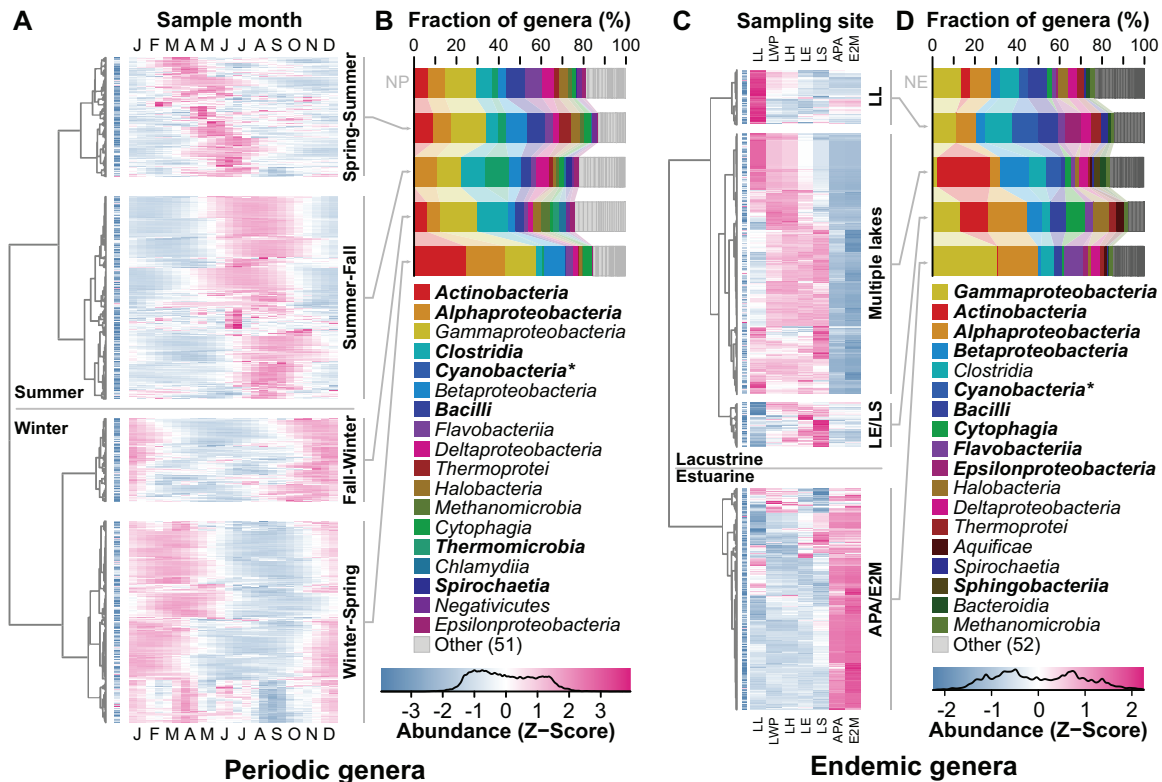 A
Sample month
J F M A M J J A S O N D
Spring-Summer
Summer-Fall
Summer
Winter
Fall-Winter
Winter-Spring
J F M A M J J A S O N D
B
Fraction of genera (%)
0 20 40 60 80 100
NP
Actinobacteria
Alphaproteobacteria
Gammaproteobacteria
Clostridia
Cyanobacteria*
Betaproteobacteria
Bacilli
Flavobacteriia
Deltaproteobacteria
Thermoprotei
Halobacteria
Methanomicrobia
Cytophagia
Thermomicrobia
Chlamydiia
Spirochaetia
Negativicutes
Epsilonproteobacteria
Other (51)
-3 -2 -1 0 1 2 3
Abundance (Z−Score)
Periodic genera
C
Sampling site
LL LWP LH LE LS APA E2M
LL
Multiple lakes
LE/LS
Lacustrine
Estuarine
APA/E2M
LL LWP LH LE LS APA E2M
D
Fraction of genera (%)
0 20 40 60 80 100
NE
Gammaproteobacteria
Actinobacteria
Alphaproteobacteria
Betaproteobacteria
Clostridia
Cyanobacteria*
Bacilli
Cytophagia
Flavobacteriia
Epsilonproteobacteria
Halobacteria
Deltaproteobacteria
Thermoprotei
Aquificae
Spirochaetia
Sphingobacteriia
Bacteroidia
Methanomicrobia
Other (52)
-2 -1 0 1 2
Abundance (Z−Score)
Endemic genera